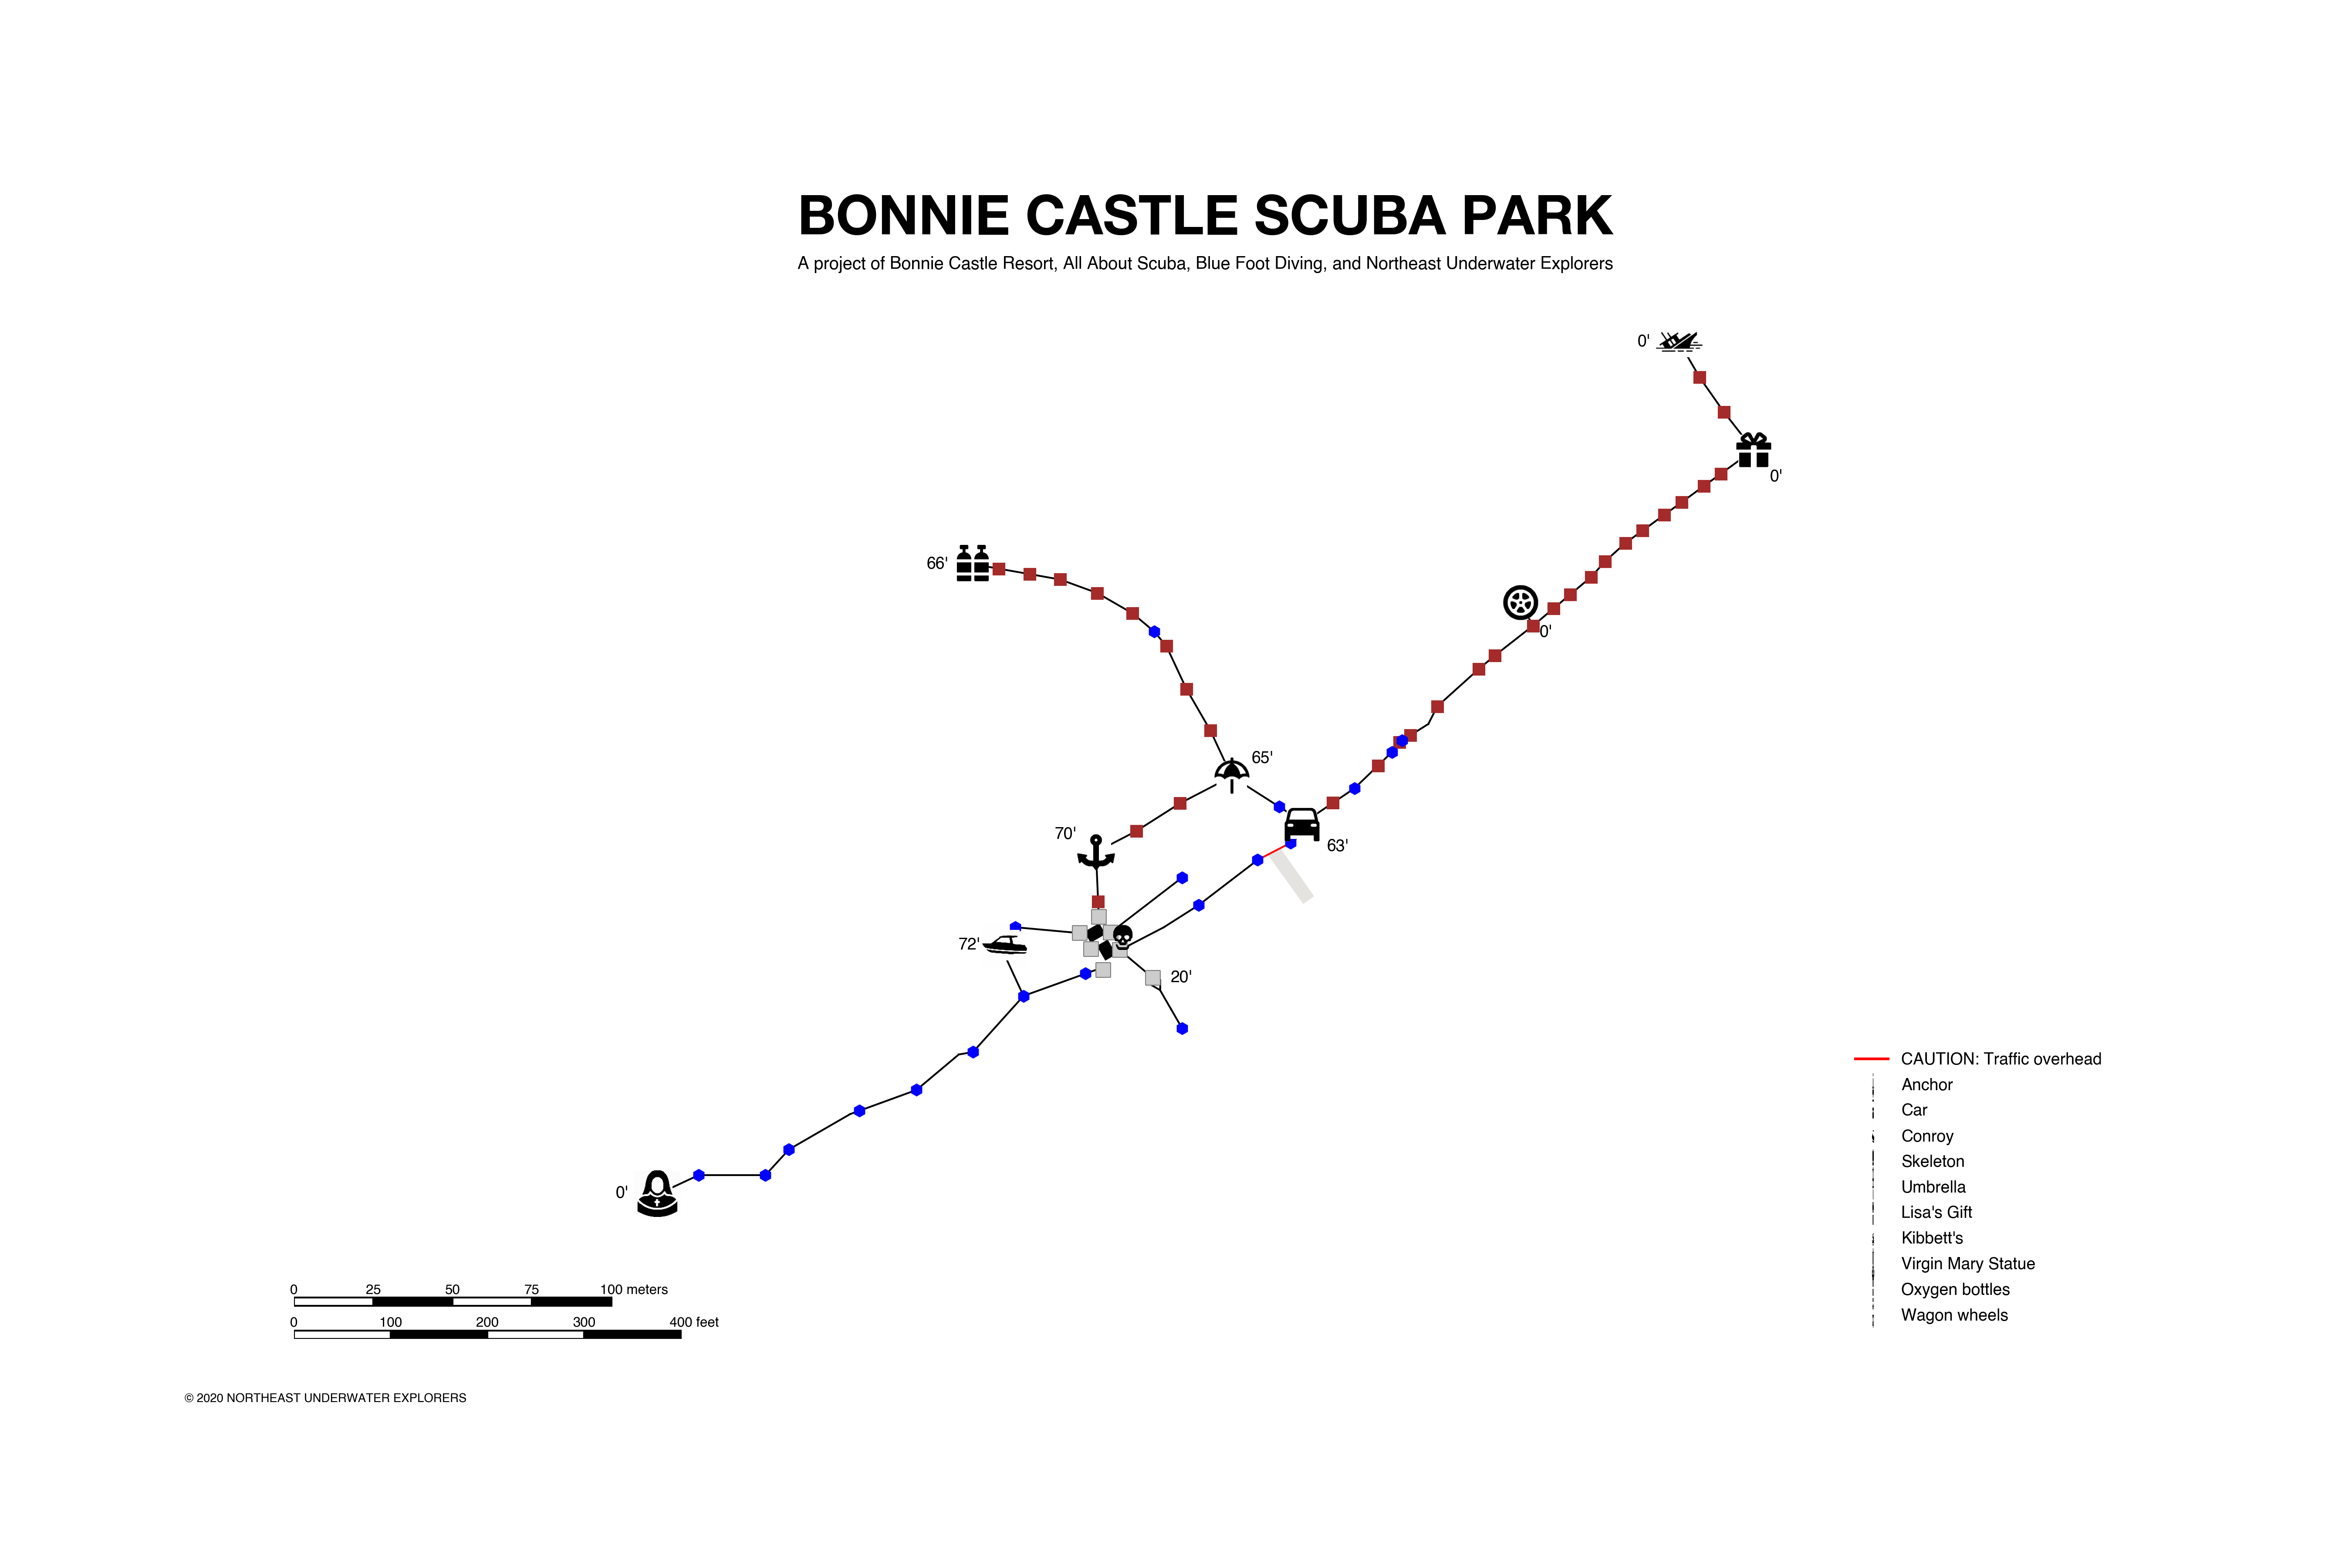 BONNIE CASTLE SCUBA PARK
A project of Bonnie Castle Resort, All About Scuba, Blue Foot Diving, and Northeast Underwater Explorers
0'
0'
66'
0'
65'
70'
63'
72'
20'
0'
CAUTION: Traffic overhead
Anchor
Car
Conroy
Skeleton
Umbrella
Lisa's Gift
Kibbett's
Virgin Mary Statue
Oxygen bottles
Wagon wheels
0 25 50 75 100 meters
0 100 200 300 400 feet
© 2020 NORTHEAST UNDERWATER EXPLORERS